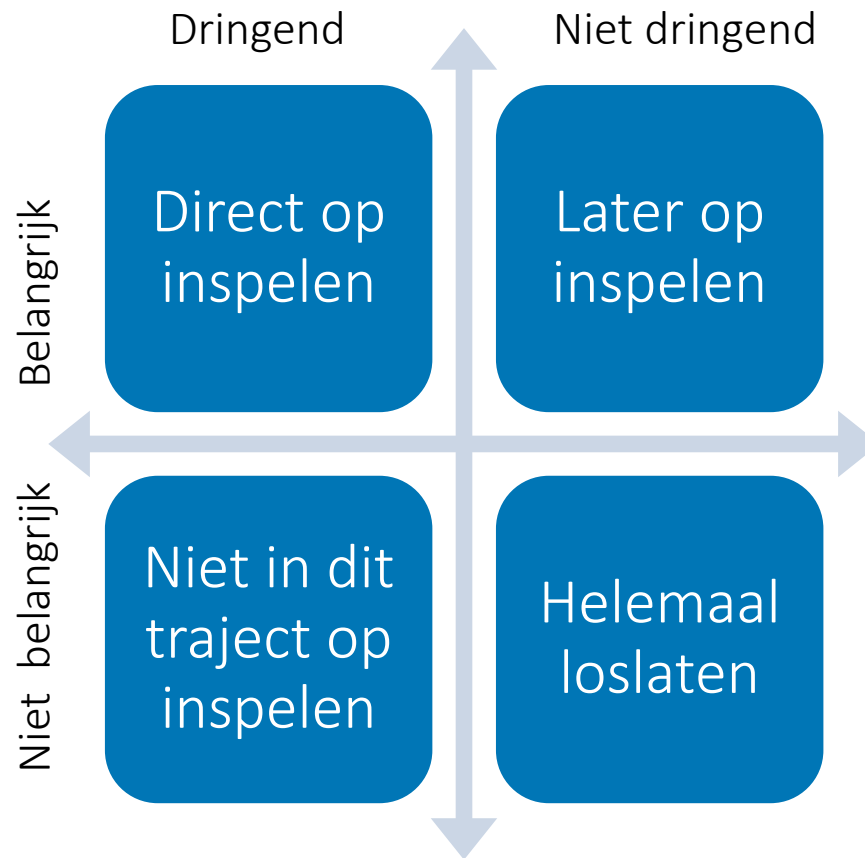 Dringend
Niet dringend
Belangrijk
Direct op
inspelen
Later op
inspelen
Niet belangrijk
Niet in dit
traject op
inspelen
Helemaal
loslaten